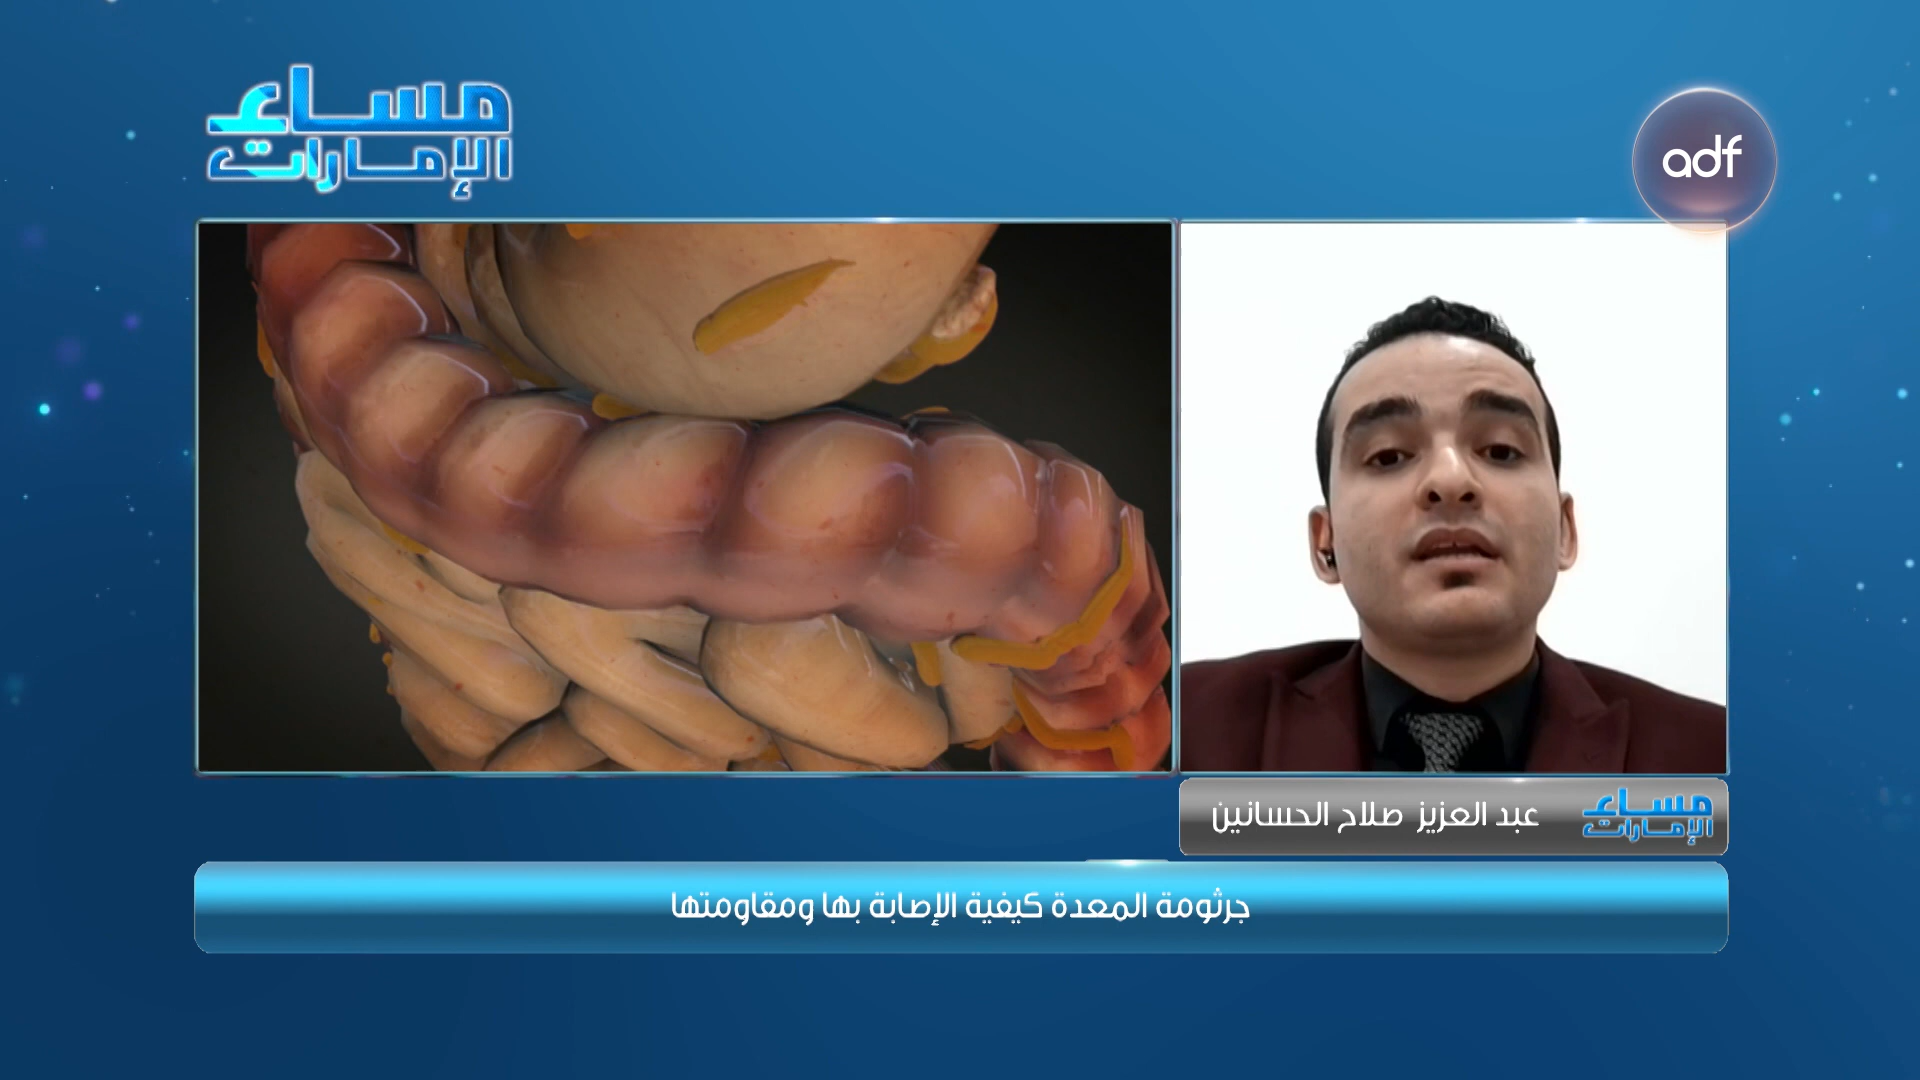 مساء
الإمارات
adf
عبد العزيز صلاح الحسانين
مساء
الإمارات
جرثومة المعدة كيفية الإصابة بها ومقاومتها